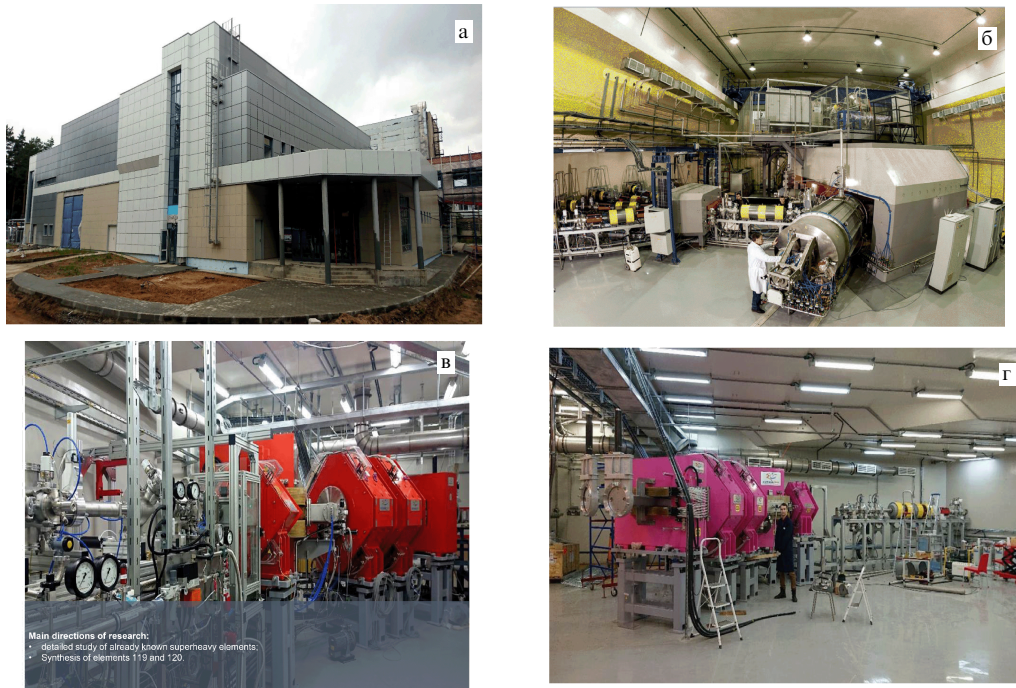 а
б
в
Main directions of research:
• detailed study of already known superheavy elements;
• Synthesis of elements 119 and 120.
г